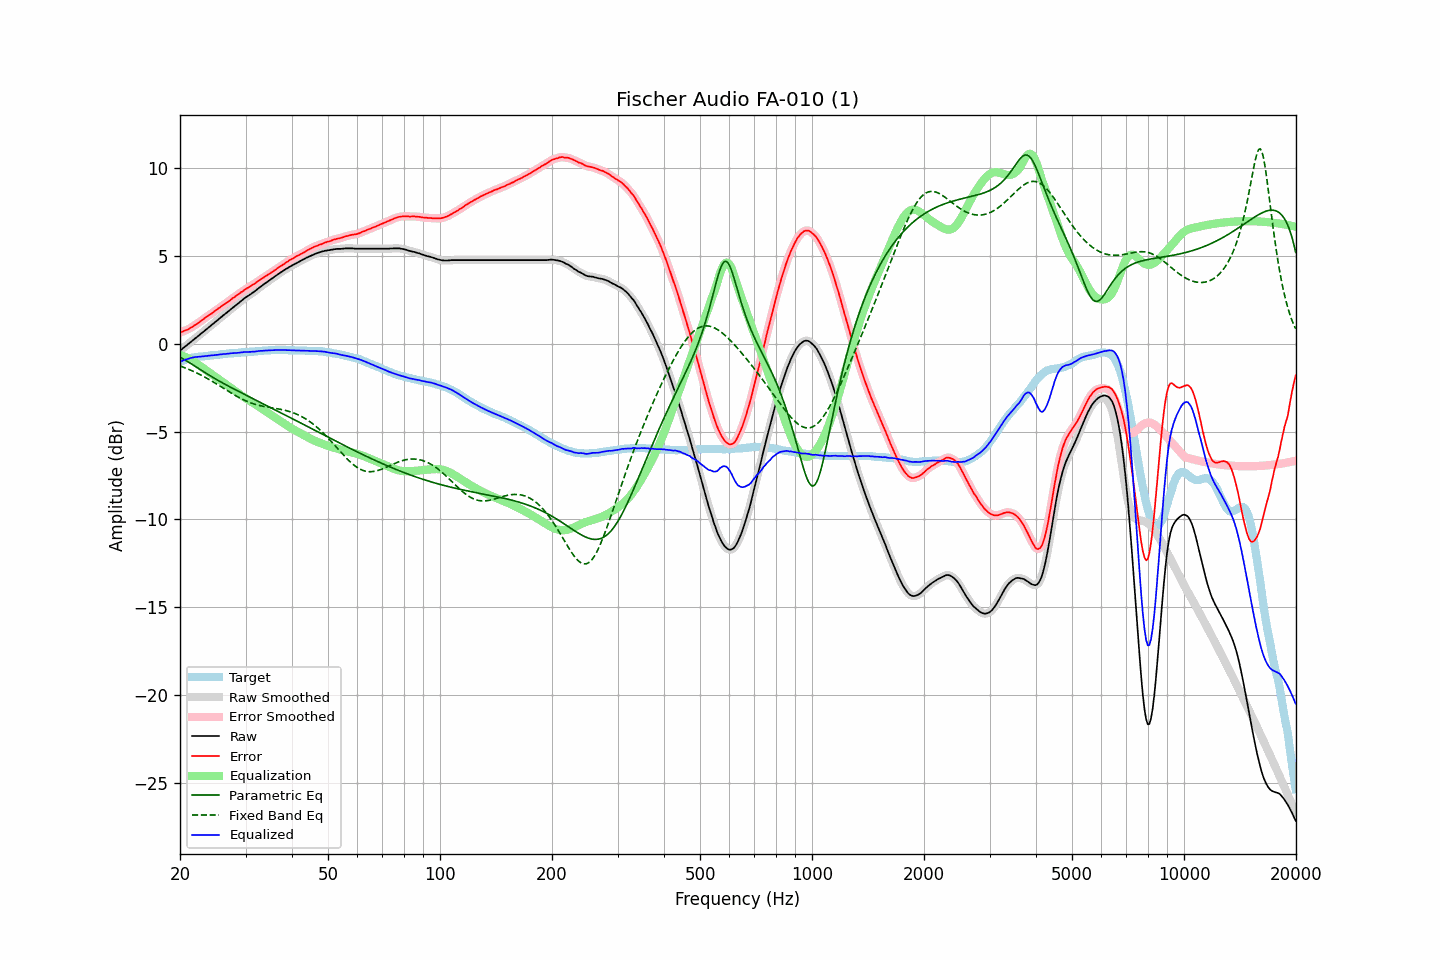 Fischer Audio FA-010 (1)
Amplitude (dBr)
10
5
0
−5
−10
−15
−20
−25
Target
Raw Smoothed
Error Smoothed
Raw
Error
Equalization
Parametric Eq
Fixed Band Eq
Equalized
20 50 100 200 500 1000 2000 5000 10000 20000
Frequency (Hz)